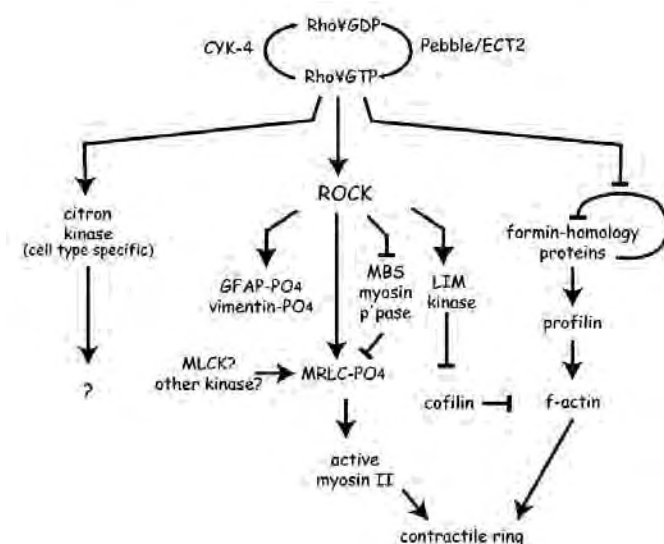 Rho¥GDP
CYK-4
Pebble/ECT2
Rho¥GTP
ROCK
citron
kinase
(cell type specific)
formin-homology
proteins
GFAP-PO4
vimentin-PO4
MBS
myosin
p'pase
LIM
kinase
profilin
MLCK?
other kinase?
MRLC-PO4
?
cofilin
f-actin
active
myosin II
contractile ring